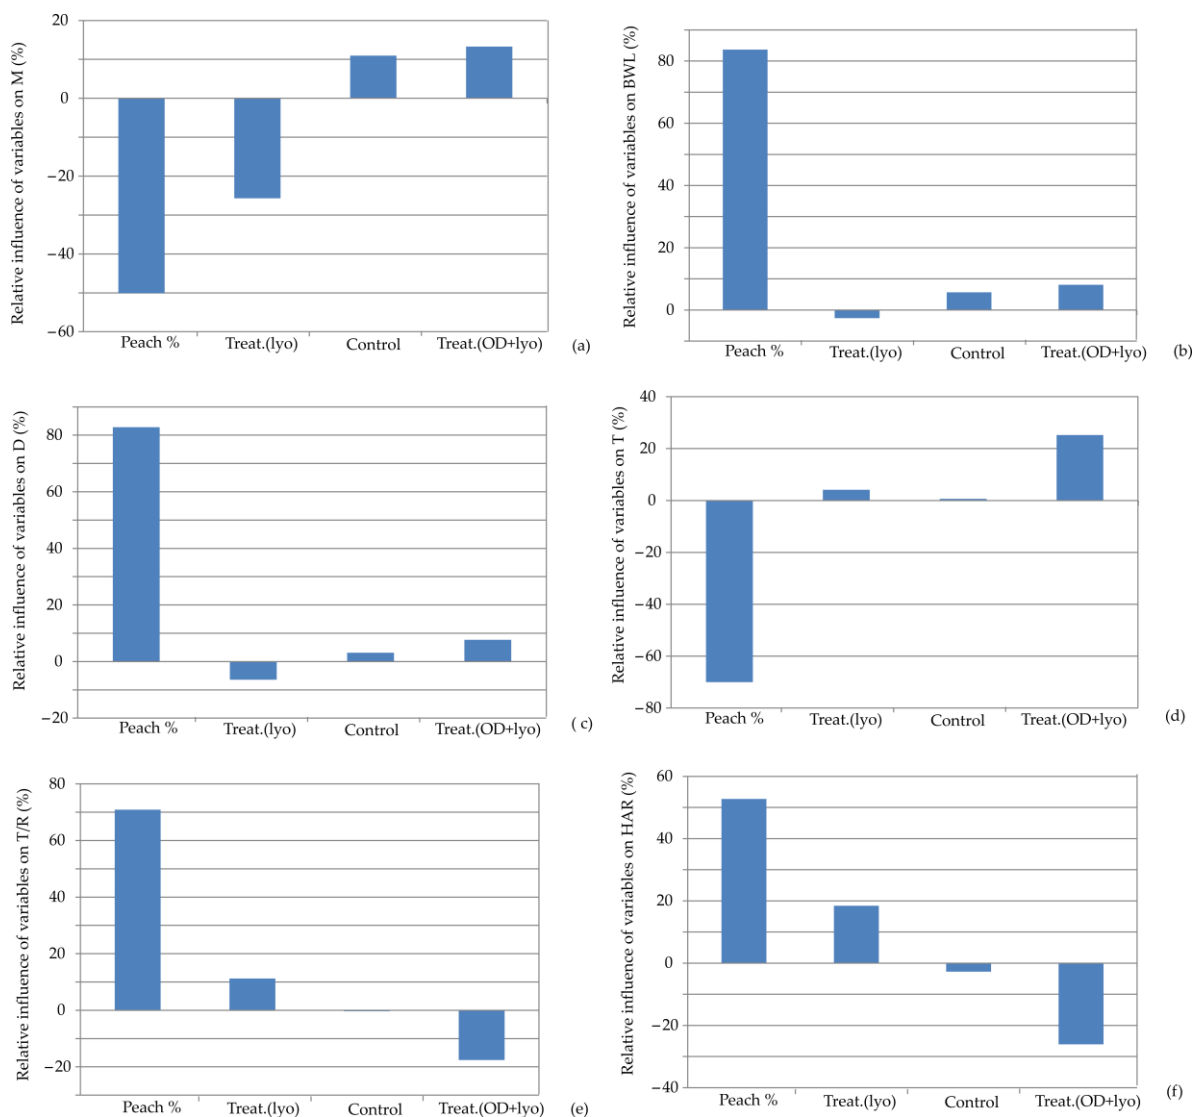 Relative influence of variables on M (%)
20
0
−20
−40
−60
Peach %
Treat.(lyo)
Control
Treat.(OD+lyo)
(a)
Relative influence of variables on BWL (%)
80
60
40
20
0
Peach %
Treat.(lyo)
Control
Treat.(OD+lyo)
(b)
Relative influence of variables on D (%)
80
60
80
40
20
0
−20
Peach %
Treat.(lyo)
Control
Treat.(OD+lyo)
( c)
Relative influence of variables on T (%)
40
20
0
−20
−40
−60
−80
Peach %
Treat.(lyo)
Control
Treat.(OD+lyo)
(d)
Relative influence of variables on T/R (%)
80
60
40
20
0
−20
Peach %
Treat.(lyo)
Control
Treat.(OD+lyo)
(e)
Relative influence of variables on HAR (%)
60
40
20
0
−20
−40
Peach %
Treat.(lyo)
Control
Treat.(OD+lyo)
(f)